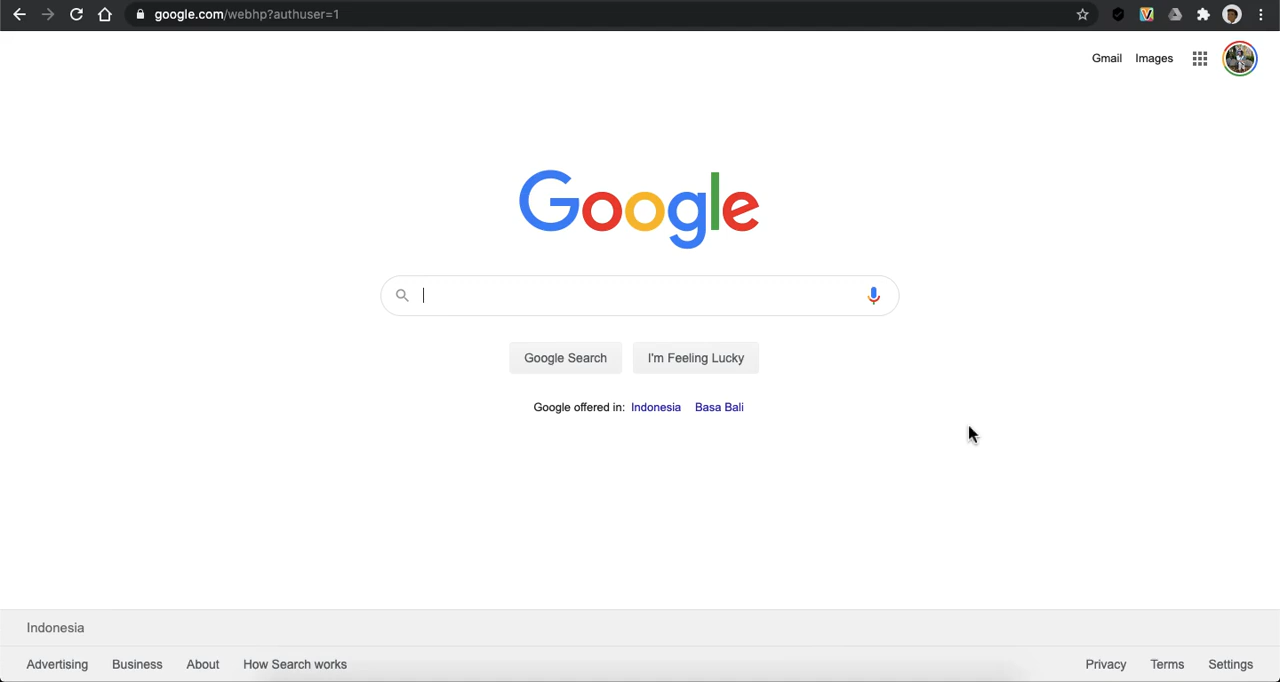 google.com/webhp?authuser=1
Gmail Images
Google
Google Search I'm Feeling Lucky
Google offered in: Indonesia Basa Bali
Indonesia
Advertising Business About How Search works Privacy Terms Settings